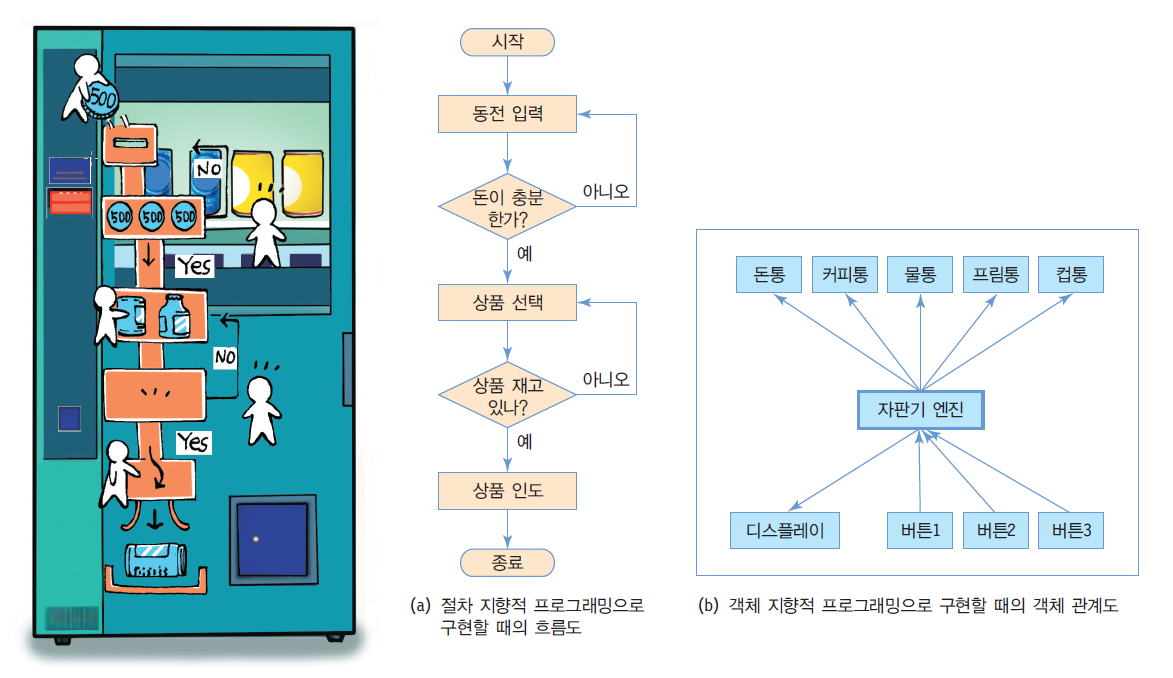 500
NO
500 500 500
Yes
NO
Yes
시작
동전 입력
돈이 충분
한가?
아니오
예
상품 선택
상품 재고
있나?
아니오
예
상품 인도
종료
(a) 절차 지향적 프로그래밍으로
구현할 때의 흐름도
돈통 커피통 물통 프림통 컵통
자판기 엔진
디스플레이 버튼1 버튼2 버튼3
(b) 객체 지향적 프로그래밍으로 구현할 때의 객체 관계도